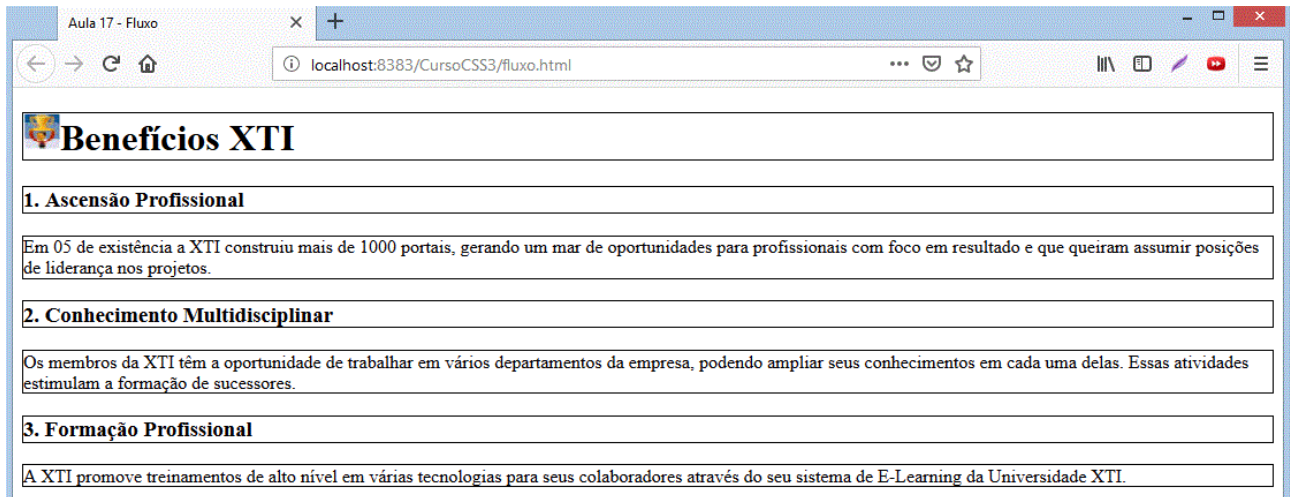 Aula 17 - Fluxo
localhost:8383/CursoCSS3/fluxo.html
Benefícios XTI
1. Ascensão Profissional
Em 05 de existência a XTI construiu mais de 1000 portais, gerando um mar de oportunidades para profissionais com foco em resultado e que queiram assumir posições
de liderança nos projetos.
2. Conhecimento Multidisciplinar
Os membros da XTI têm a oportunidade de trabalhar em vários departamentos da empresa, podendo ampliar seus conhecimentos em cada uma delas. Essas atividades
estimulam a formação de sucessores.
3. Formação Profissional
A XTI promove treinamentos de alto nível em várias tecnologias para seus colaboradores através do seu sistema de E-Learning da Universidade XTI.